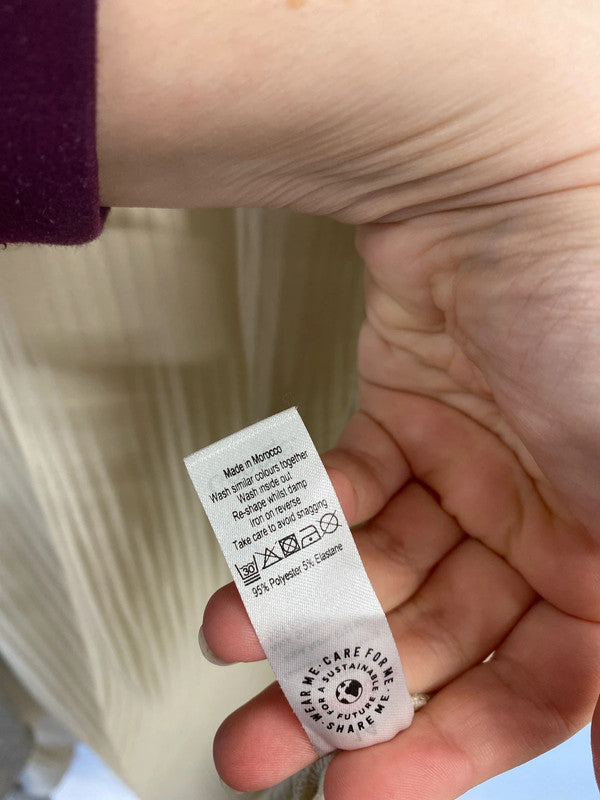 Made in Morocco
Wash similar colours together
Wash inside out
Re-shape whilst damp
Iron on reverse
Take care to avoid snagging
30
95% Polyester 5% Elastane
WEAR ME. CARE FOR ME. SHARE ME.
FOR A SUSTAINABLE FUTURE